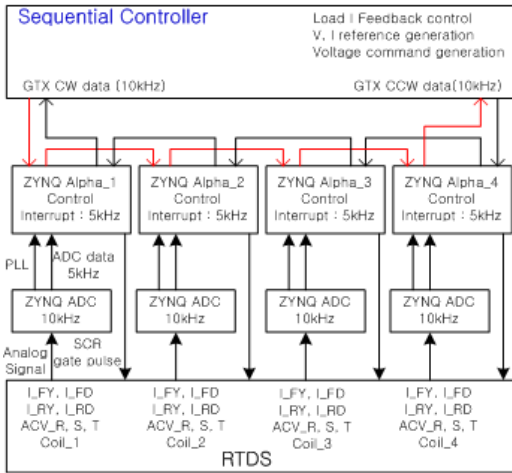 Sequential Controller
Load I Feedback control
V, I reference generation
Voltage command generation
GTX CW data (10kHz)
GTX CCW data(10kHz)
ZYNQ Alpha_1
Control
Interrupt : 5kHz
ZYNQ Alpha_2
Control
Interrupt : 5kHz
ZYNQ Alpha_3
Control
Interrupt : 5kHz
ZYNQ Alpha_4
Control
Interrupt : 5kHz
PLL
ADC data
5kHz
ZYNQ ADC
10kHz
ZYNQ ADC
10kHz
ZYNQ ADC
10kHz
ZYNQ ADC
10kHz
Analog
Signal
SCR
gate pulse
I_FY, I_FD
I_RY, I_RD
ACV_R, S, T
Coil_1
I_FY, I_FD
I_RY, I_RD
ACV_R, S, T
Coil_2
I_FY, I_FD
I_RY, I_RD
ACV_R, S, T
Coil_3
I_FY, I_FD
I_RY, I_RD
ACV_R, S, T
Coil_4
RTDS